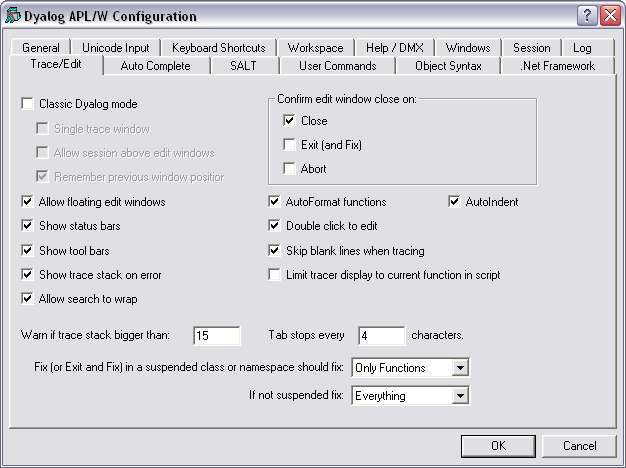 Dyalog APL/W Configuration
General Unicode Input Keyboard Shortcuts Workspace Help / DMX Windows Session Log
Trace/Edit Auto Complete SALT User Commands Object Syntax .Net Framework
Classic Dyalog mode
Single trace window
Allow session above edit windows
Remember previous window positior
Confirm edit window close on:
Close
Exit (and Fix)
Abort
Allow floating edit windows AutoFormat functions AutoIndent
Show status bars Double click to edit
Show tool bars Skip blank lines when tracing
Show trace stack on error Limit tracer display to current function in script
Allow search to wrap
Warn if trace stack bigger than: 15 Tab stops every 4 characters.
Fix (or Exit and Fix) in a suspended class or namespace should fix: Only Functions
If not suspended fix: Everything
OK Cancel